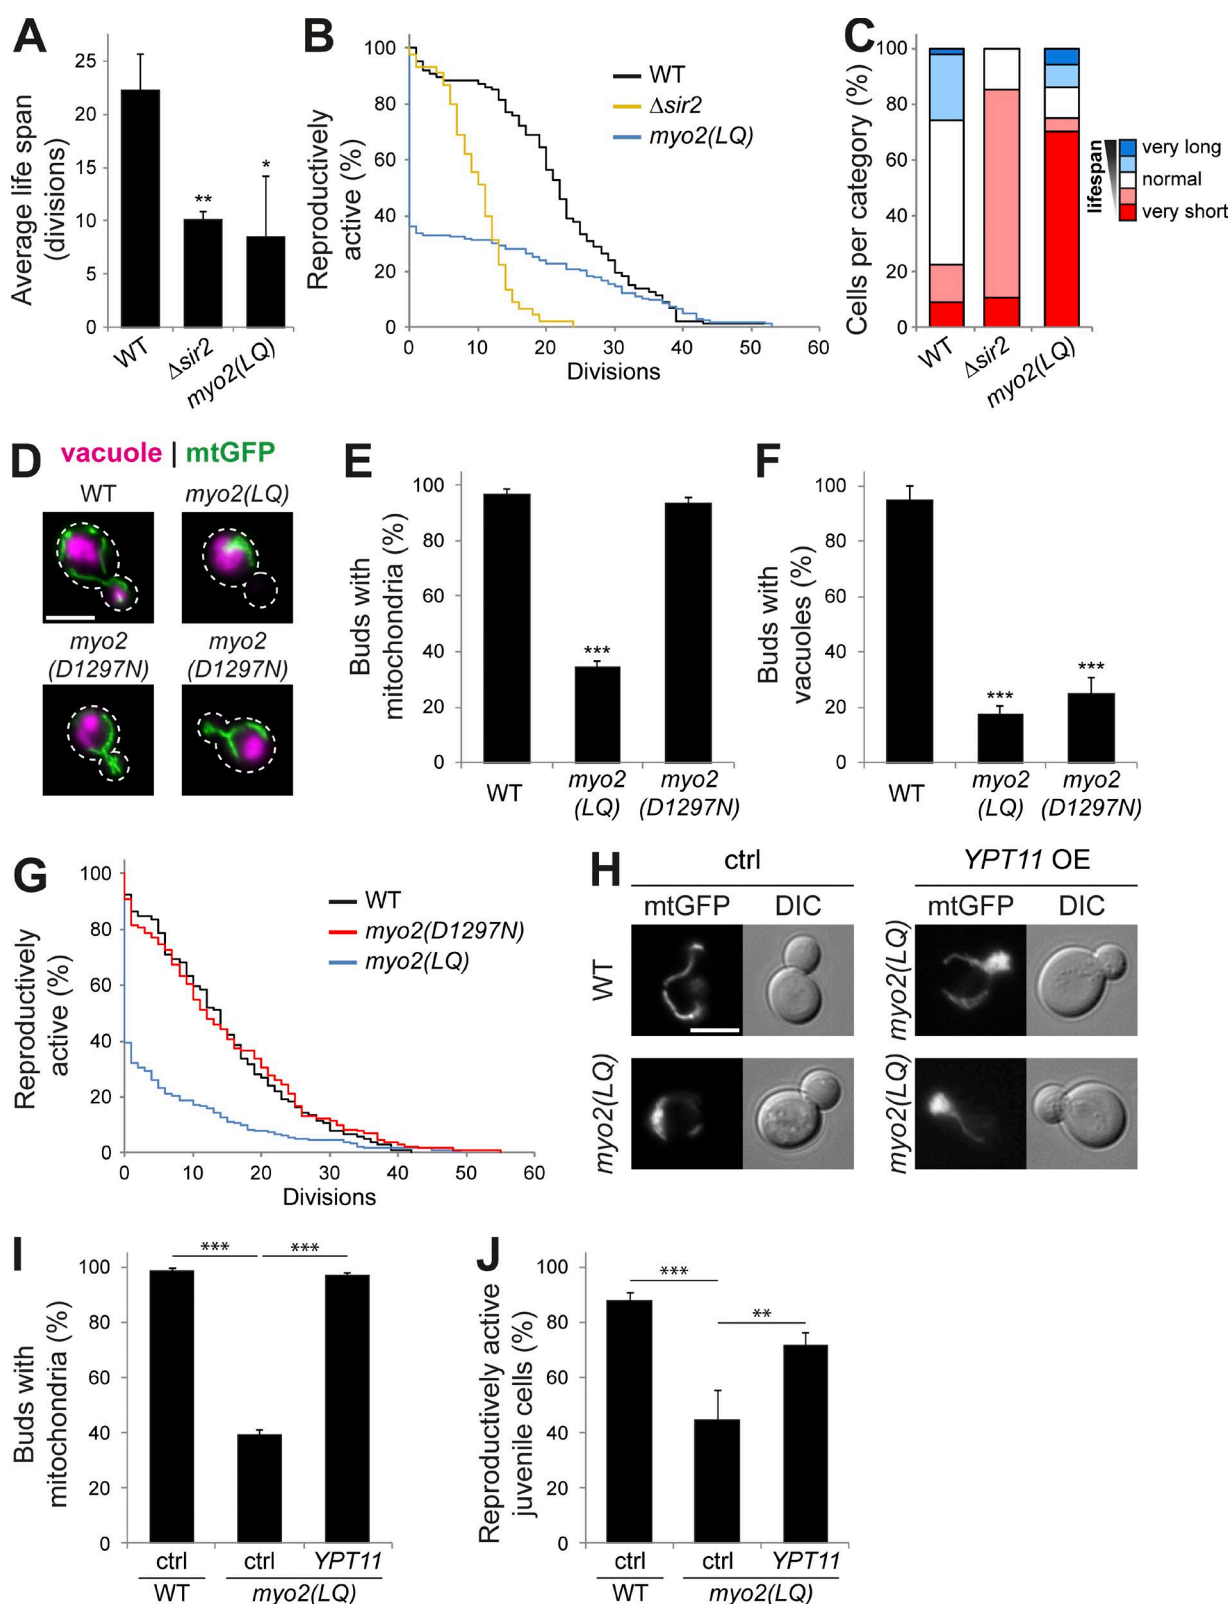 A
Average life span
(divisions)
25
20
15
10
5
0
**
*
WT
Δsir2
myo2(LQ)
B
Reproductively
active (%)
100
80
60
40
20
0
WT
Δsir2
myo2(LQ)
0 10 20 30 40 50 60
Divisions
C
Cells per category (%)
100
80
60
40
20
0
WT
Δsir2
myo2(LQ)
lifespan
very long
normal
very short
D
vacuole | mtGFP
WT
myo2(LQ)
myo2
(D1297N)
myo2
(D1297N)
E
Buds with
mitochondria (%)
100
80
60
40
20
0
***
WT
myo2
(LQ)
myo2
(D1297N)
F
Buds with
vacuoles (%)
100
80
60
40
20
0
***
***
WT
myo2
(LQ)
myo2
(D1297N)
G
Reproductively
active (%)
100
80
60
40
20
0
WT
myo2(D1297N)
myo2(LQ)
0 10 20 30 40 50 60
Divisions
H
ctrl
YPT11 OE
mtGFP DIC
mtGFP DIC
WT
myo2(LQ)
myo2(LQ)
myo2(LQ)
I
Buds with
mitochondria (%)
100
80
60
40
20
0
***
***
ctrl ctrl YPT11
WT myo2(LQ)
J
Reproductively active
juvenile cells (%)
100
80
60
40
20
0
***
**
ctrl ctrl YPT11
WT myo2(LQ)